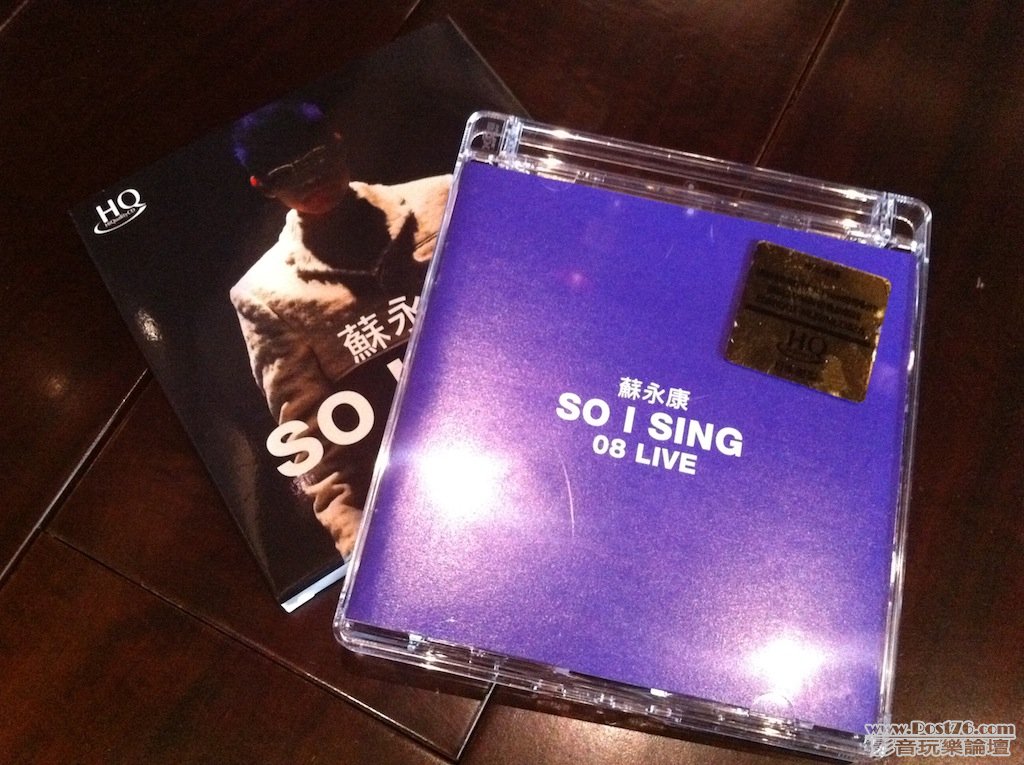 HQ
HiQualityCD
蘇永
SO I
HQ
蘇永康
SO I SING
08 LIVE
www.Post76.com
影音玩樂論壇